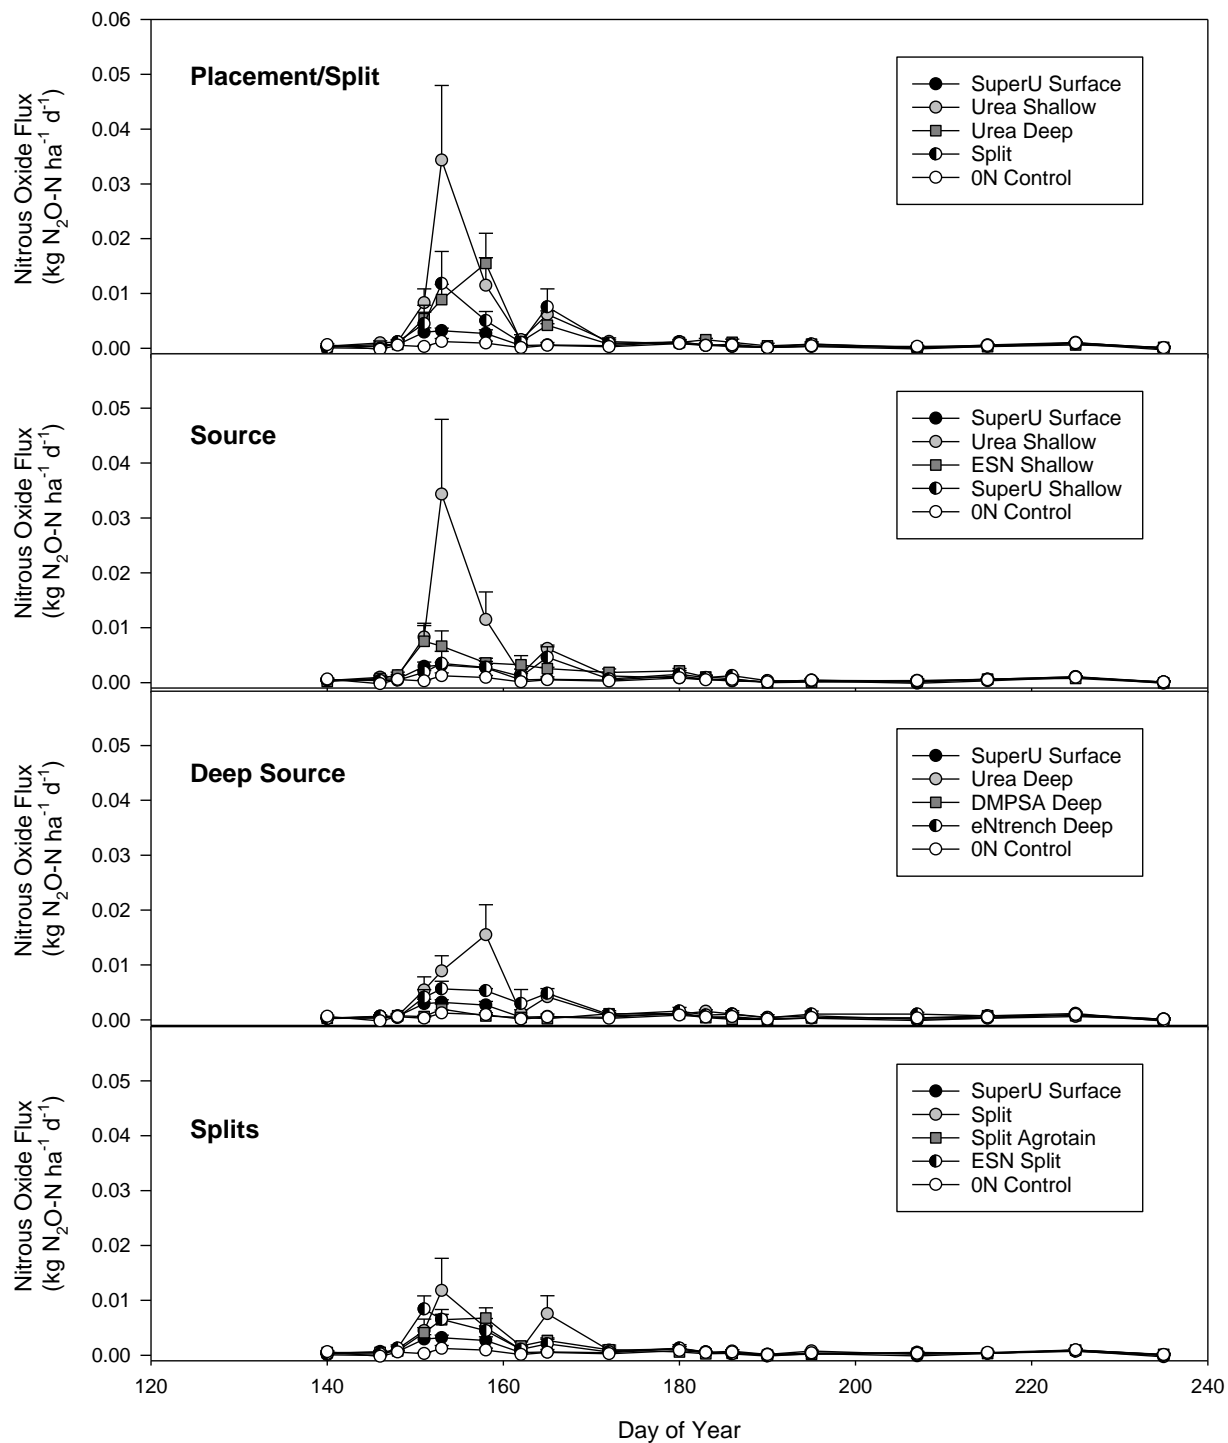 0.06
0.05
0.04
0.03
0.02
0.01
0.00
Nitrous Oxide Flux
(kg N2O-N ha-1 d-1)
Placement/Split
SuperU Surface
Urea Shallow
Urea Deep
Split
0N Control
0.05
0.04
0.03
0.02
0.01
0.00
Nitrous Oxide Flux
(kg N2O-N ha-1 d-1)
Source
SuperU Surface
Urea Shallow
ESN Shallow
SuperU Shallow
0N Control
0.05
0.04
0.03
0.02
0.01
0.00
Nitrous Oxide Flux
(kg N2O-N ha-1 d-1)
Deep Source
SuperU Surface
Urea Deep
DMPSA Deep
eNtrench Deep
0N Control
0.05
0.04
0.03
0.02
0.01
0.00
Nitrous Oxide Flux
(kg N2O-N ha-1 d-1)
Splits
SuperU Surface
Split
Split Agrotain
ESN Split
0N Control
120 140 160 180 200 220 240
Day of Year